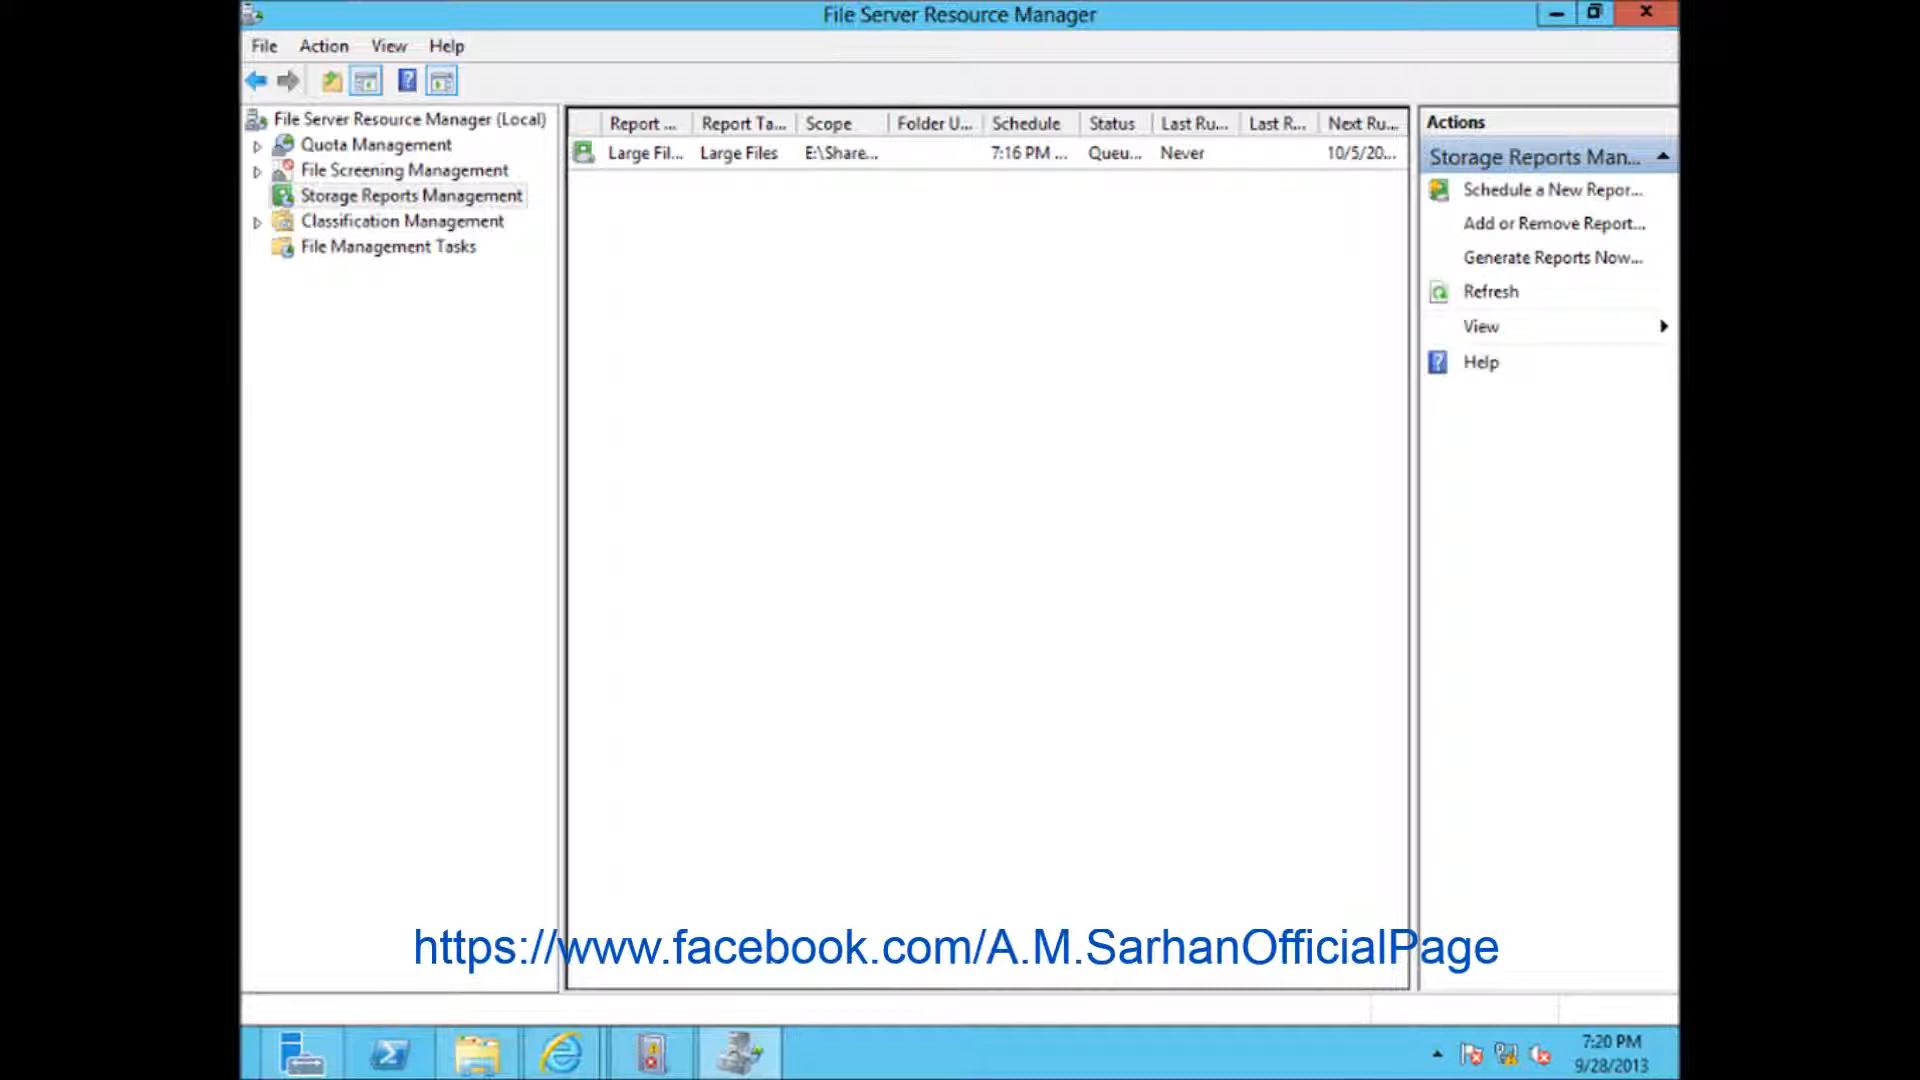 File Server Resource Manager
File Action View Help
File Server Resource Manager (Local)
Quota Management
File Screening Management
Storage Reports Management
Classification Management
File Management Tasks
Report ... Report Ta... Scope Folder U... Schedule Status Last Ru... Last R... Next Ru...
Large Fil... Large Files E:\Share... 7:16 PM ... Queu... Never 10/5/20...
Actions
Storage Reports Man...
Schedule a New Repor...
Add or Remove Report...
Generate Reports Now...
Refresh
View
Help
https://www.facebook.com/A.M.SarhanOfficialPage
7:20 PM
9/28/2013